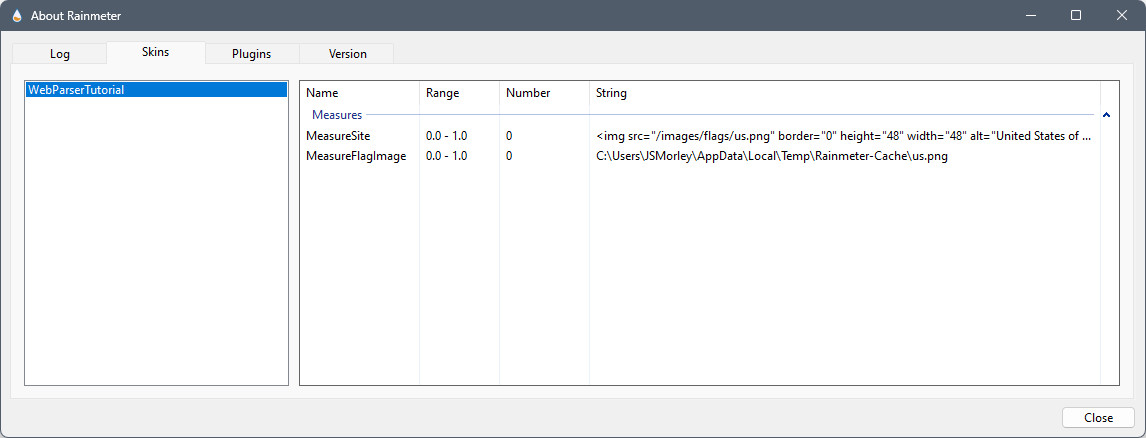 About Rainmeter
Log Skins Plugins Version
WebParserTutorial
Name Range Number String
Measures
MeasureSite 0.0 - 1.0 0 <img src="/images/flags/us.png" border="0" height="48" width="48" alt="United States of ...
MeasureFlagImage 0.0 - 1.0 0 C:\Users\JSMorley\AppData\Local\Temp\Rainmeter-Cache\us.png
Close